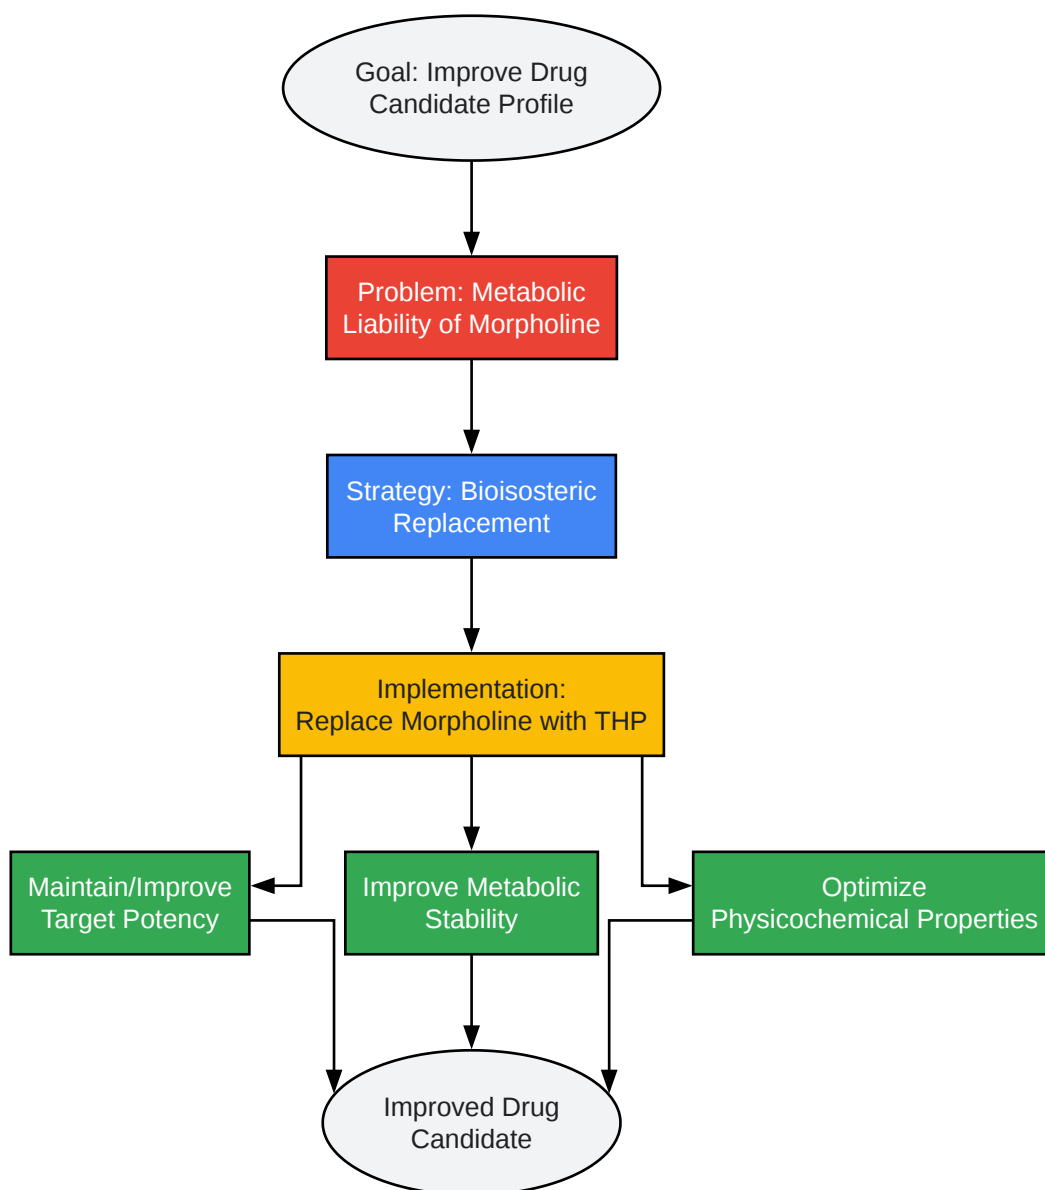 Goal: Improve Drug
Candidate Profile
Problem: Metabolic
Liability of Morpholine
Strategy: Bioisosteric
Replacement
Implementation:
Replace Morpholine with THP
Maintain/Improve
Target Potency
Improve Metabolic
Stability
Optimize
Physicochemical Properties
Improved Drug
Candidate